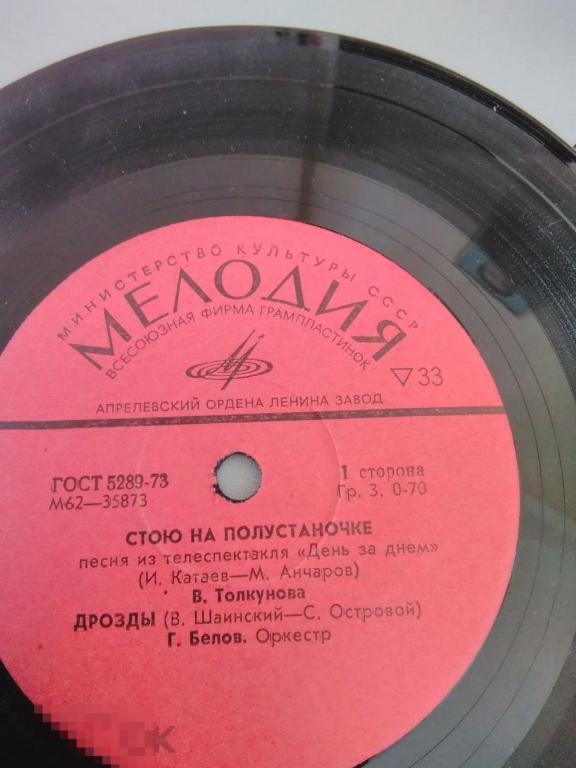 МИНИСТЕРСТВО КУЛЬТУРЫ СССР
МЕЛОДИЯ
ВСЕСОЮЗНАЯ ФИРМА ГРАМПЛАСТИНОК
▽33
АПРЕЛЕВСКИЙ ОРДЕНА ЛЕНИНА ЗАВОД
ГОСТ 5289-73
М62—35873
1 сторона
Гр. 3. 0-70
СТОЮ НА ПОЛУСТАНОЧКЕ
песня из телеспектакля «День за днем»
(И. Катаев—М. Анчаров)
В. Толкунова
ДРОЗДЫ (В. Шаинский—С. Островой)
Г. Белов. Оркестр